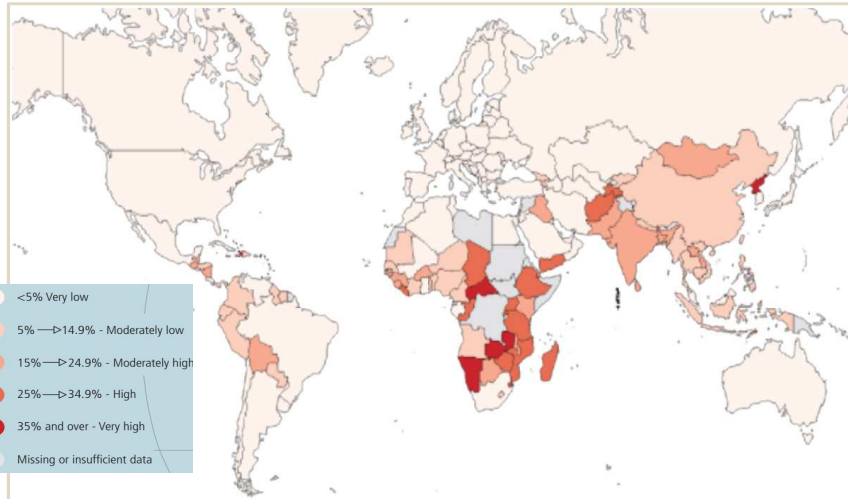 <5% Very low
5% —▷14.9% - Moderately low
15%—▷24.9% - Moderately high
25%—▷34.9% - High
35% and over - Very high
Missing or insufficient data